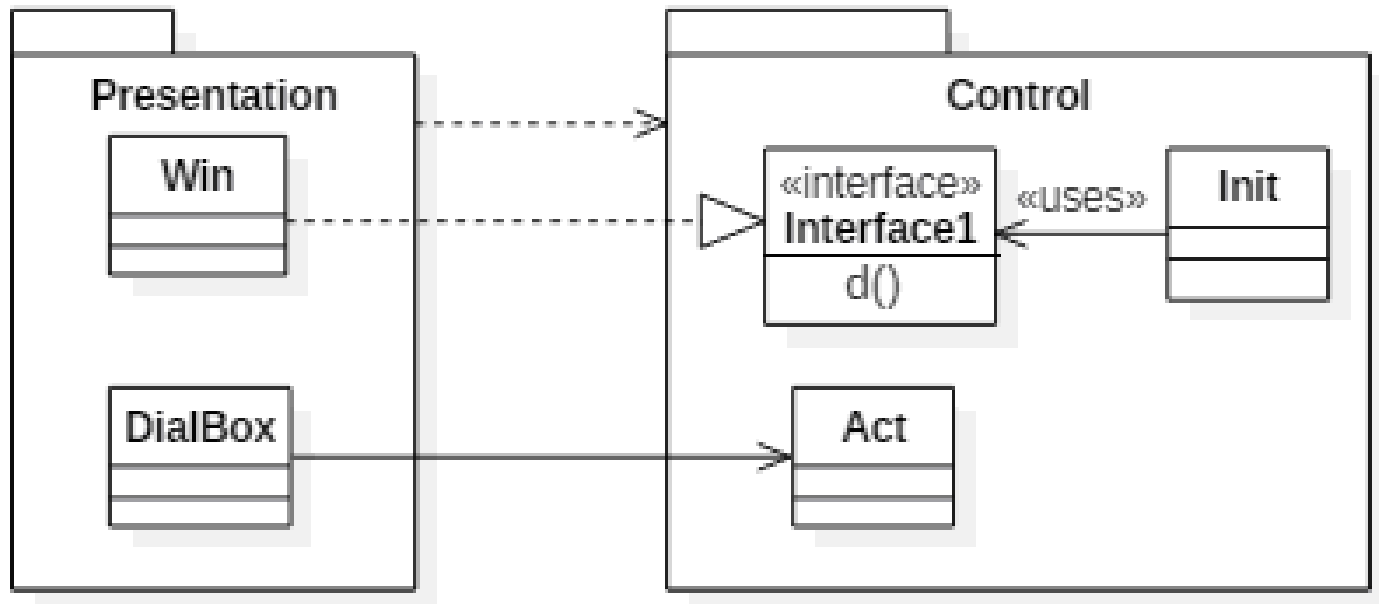 Presentation
Win
DialBox
Control
«interface»
Interface1
d()
«uses»
Init
Act